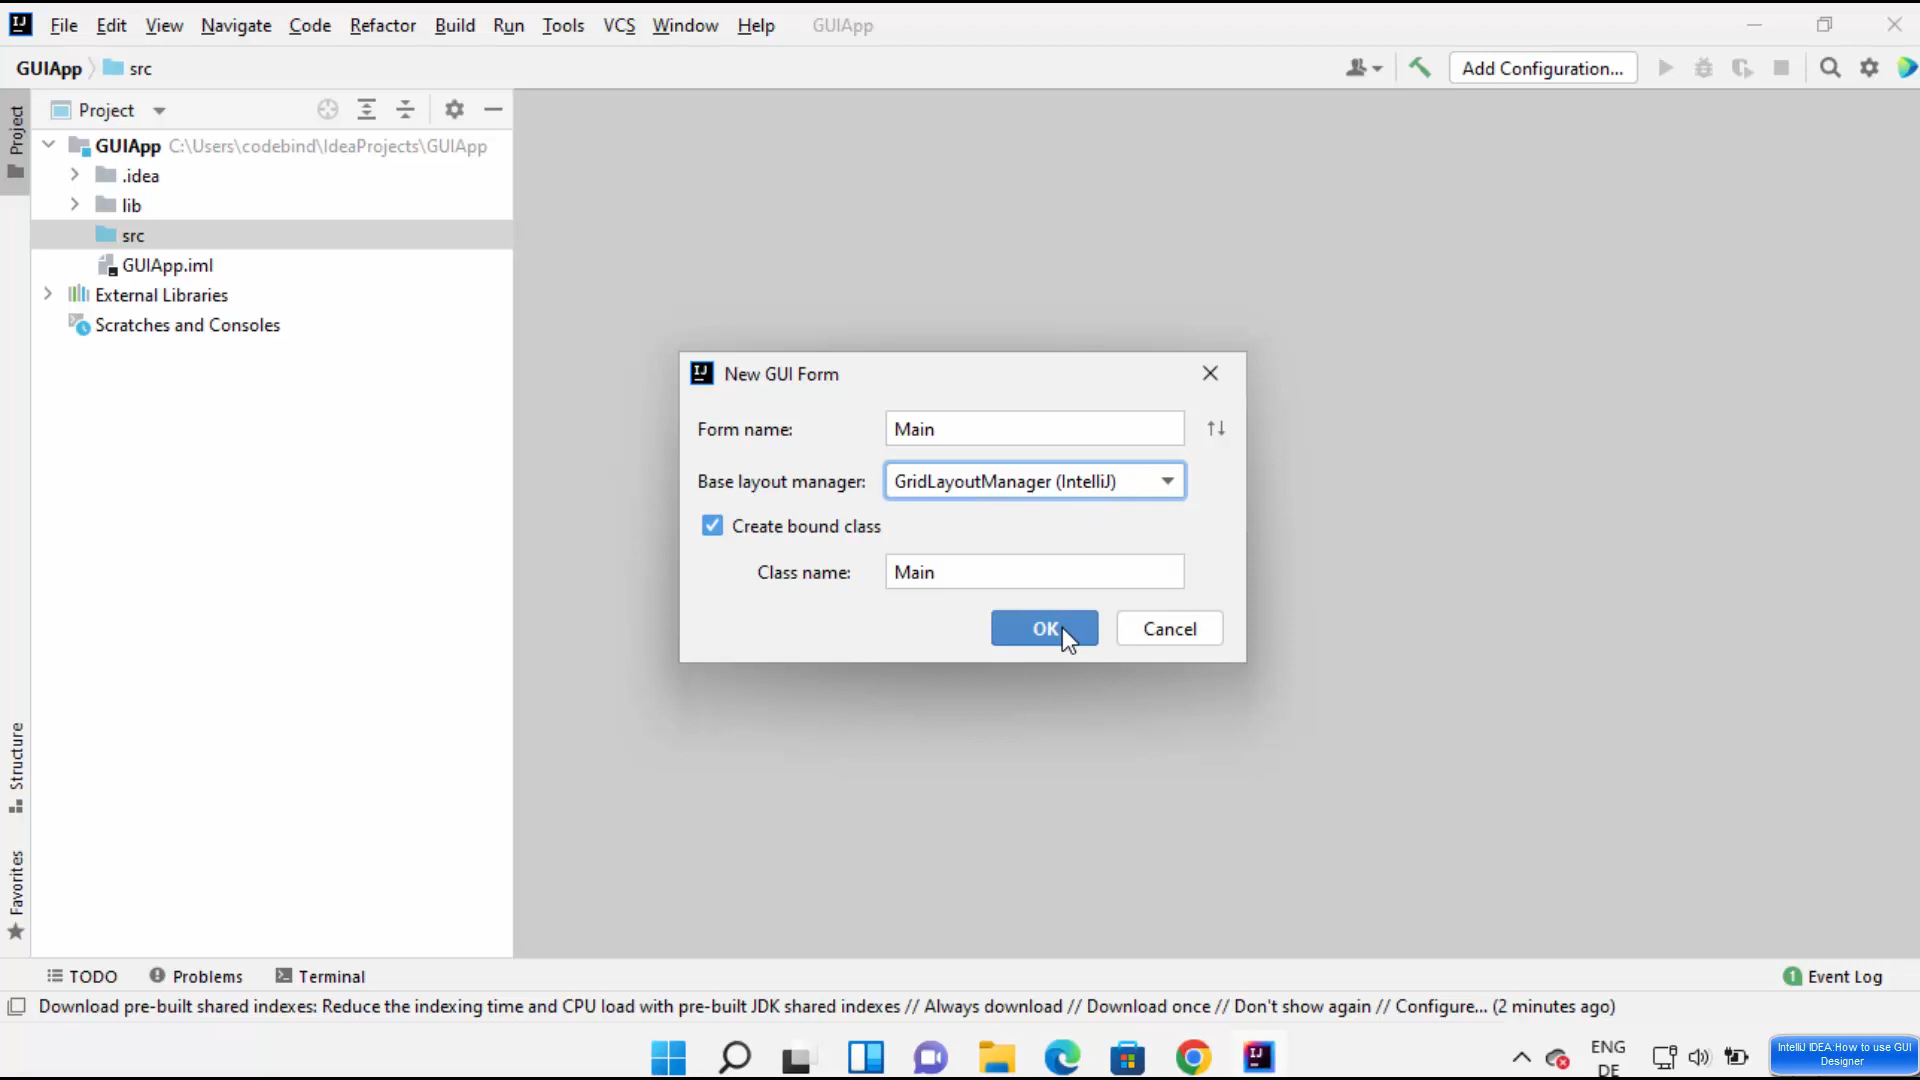 File Edit View Navigate Code Refactor Build Run Tools VCS Window Help GUIApp
GUIApp src
Add Configuration...
Project
Project
GUIApp C:\Users\codebind\IdeaProjects\GUIApp
.idea
lib
src
GUIApp.iml
External Libraries
Scratches and Consoles
New GUI Form
Form name: Main
Base layout manager: GridLayoutManager (IntelliJ)
Create bound class
Class name: Main
OK Cancel
Structure
Favorites
TODO Problems Terminal
1 Event Log
Download pre-built shared indexes: Reduce the indexing time and CPU load with pre-built JDK shared indexes // Always download // Download once // Don't show again // Configure... (2 minutes ago)
ENG
DE
IntelliJ IDEA:How to use GUI
Designer